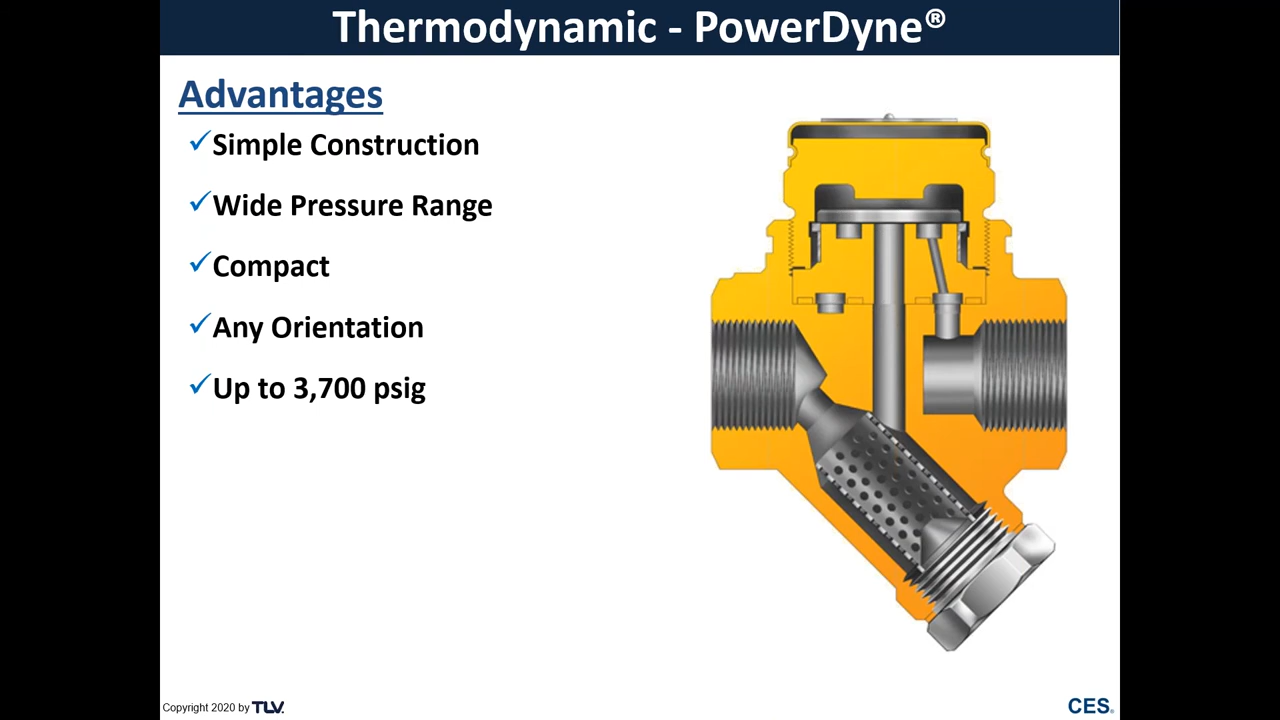 Thermodynamic - PowerDyne®
Advantages
✓Simple Construction
✓Wide Pressure Range
✓Compact
✓Any Orientation
✓Up to 3,700 psig
Copyright 2020 by TLV.
CES®